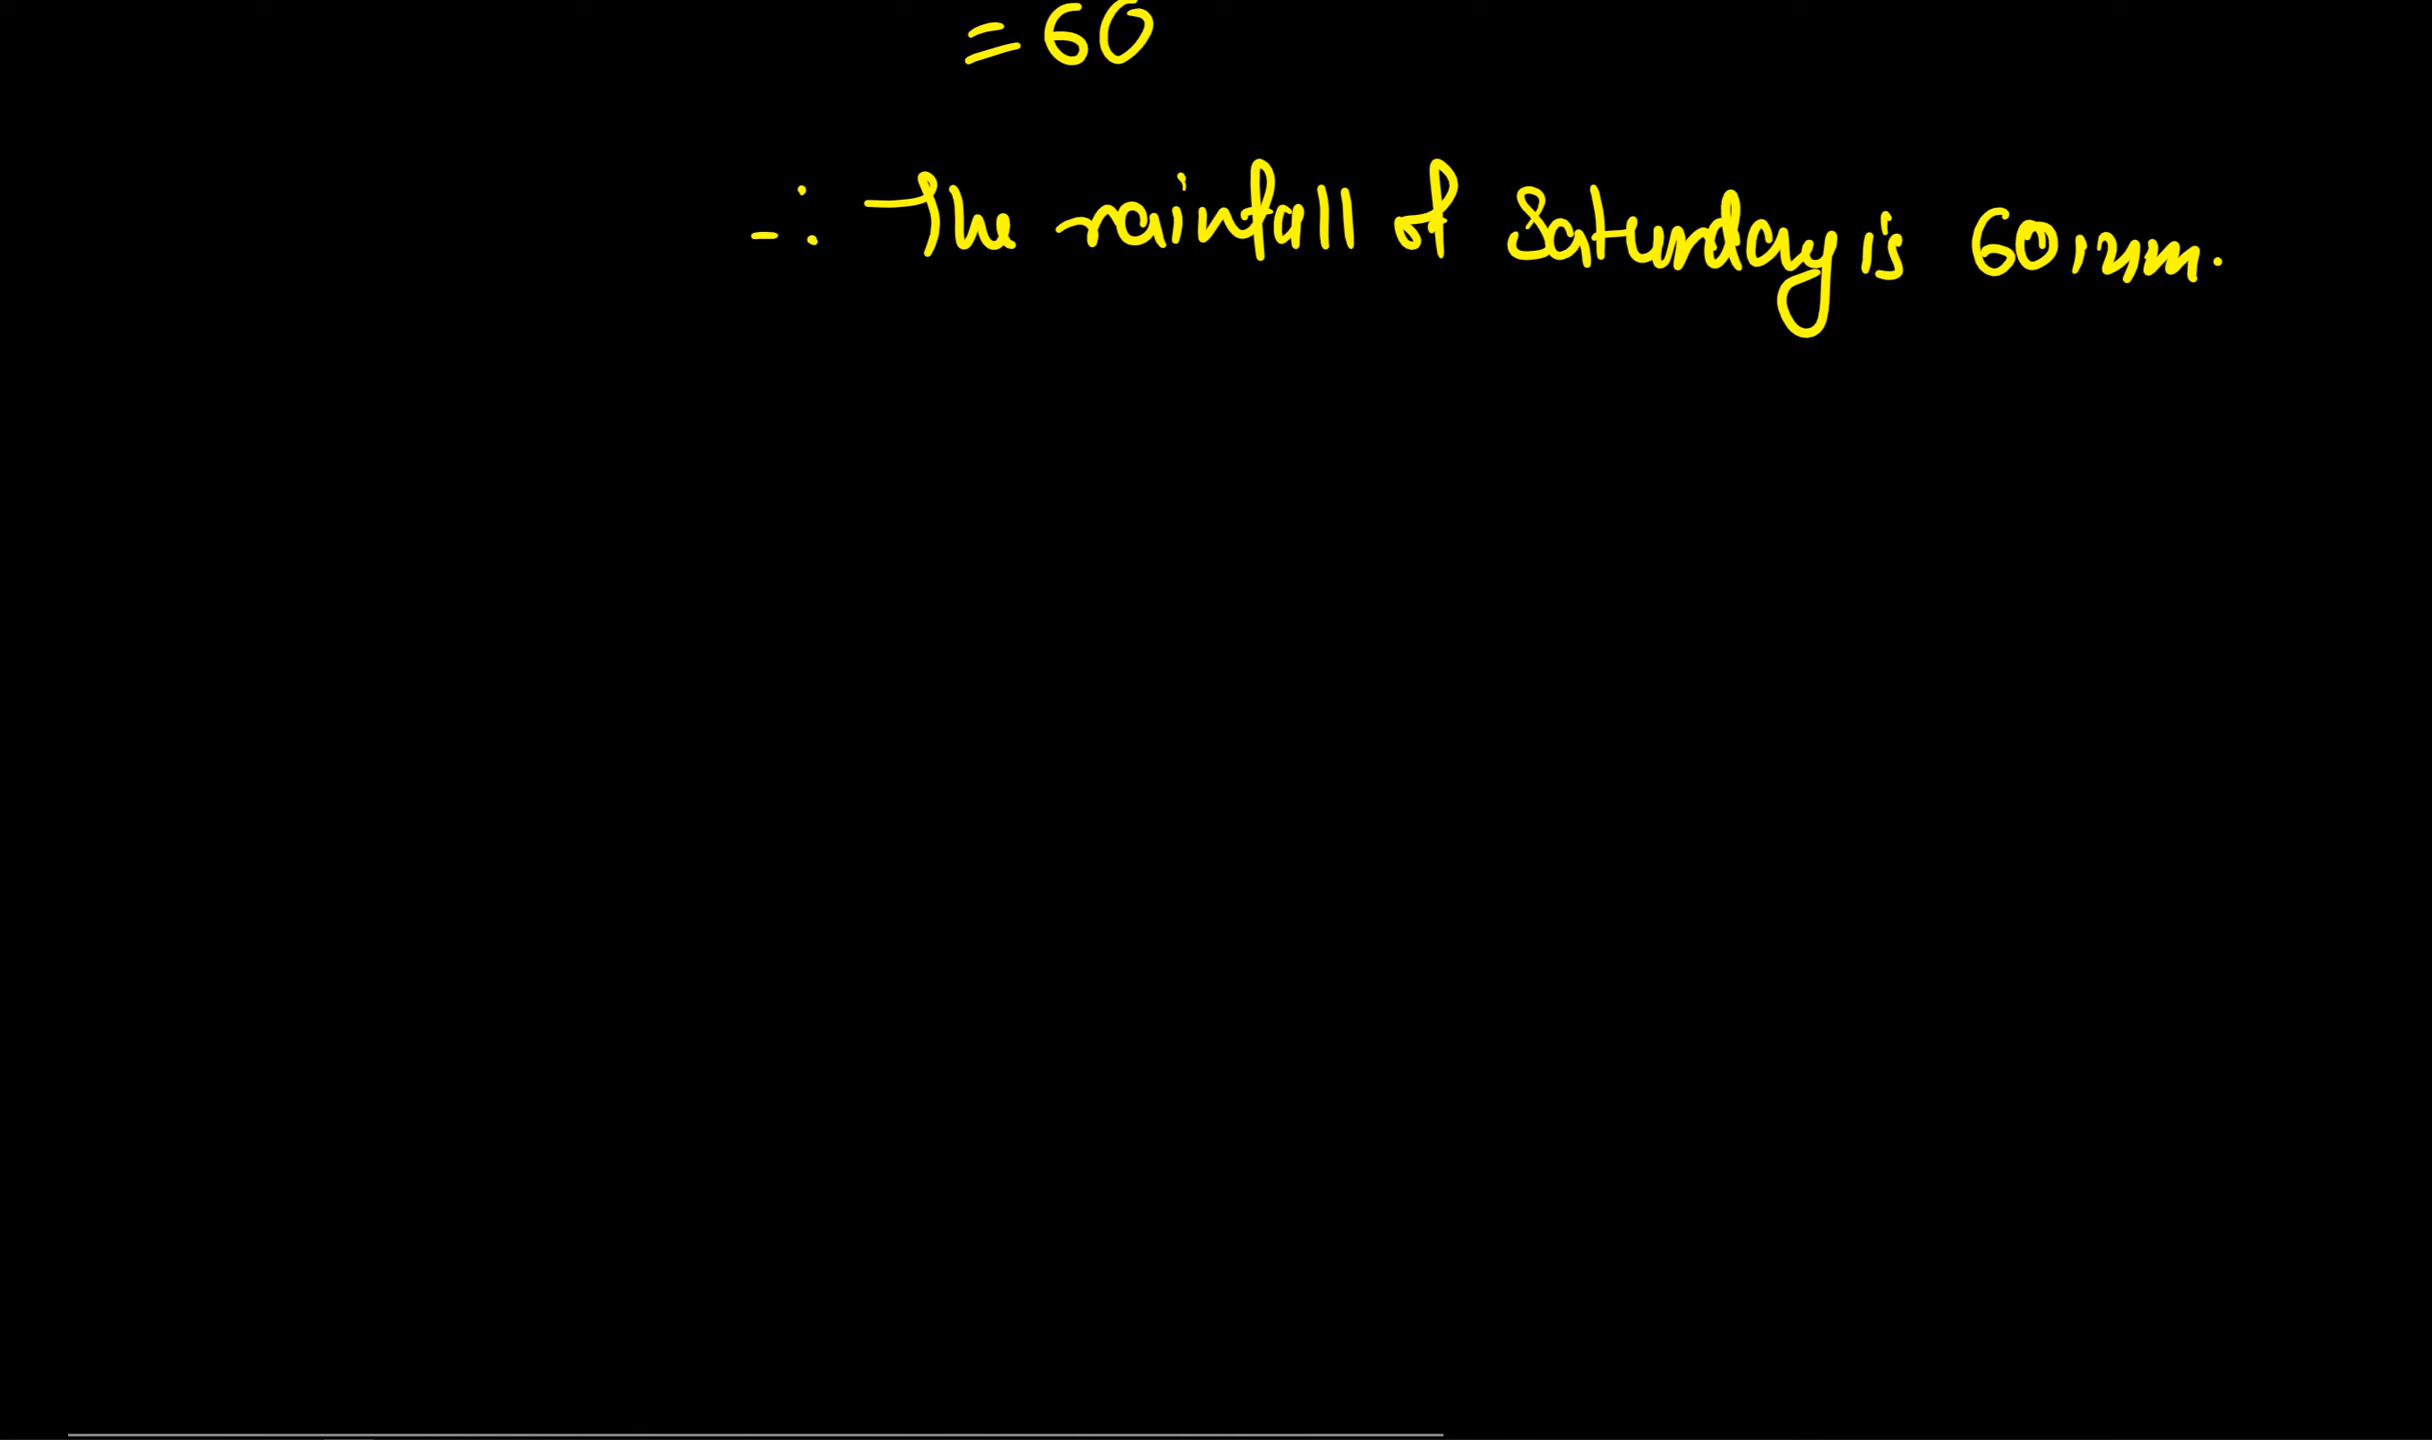 = 60
∴ The rainfall of Saturday is 60 mm.